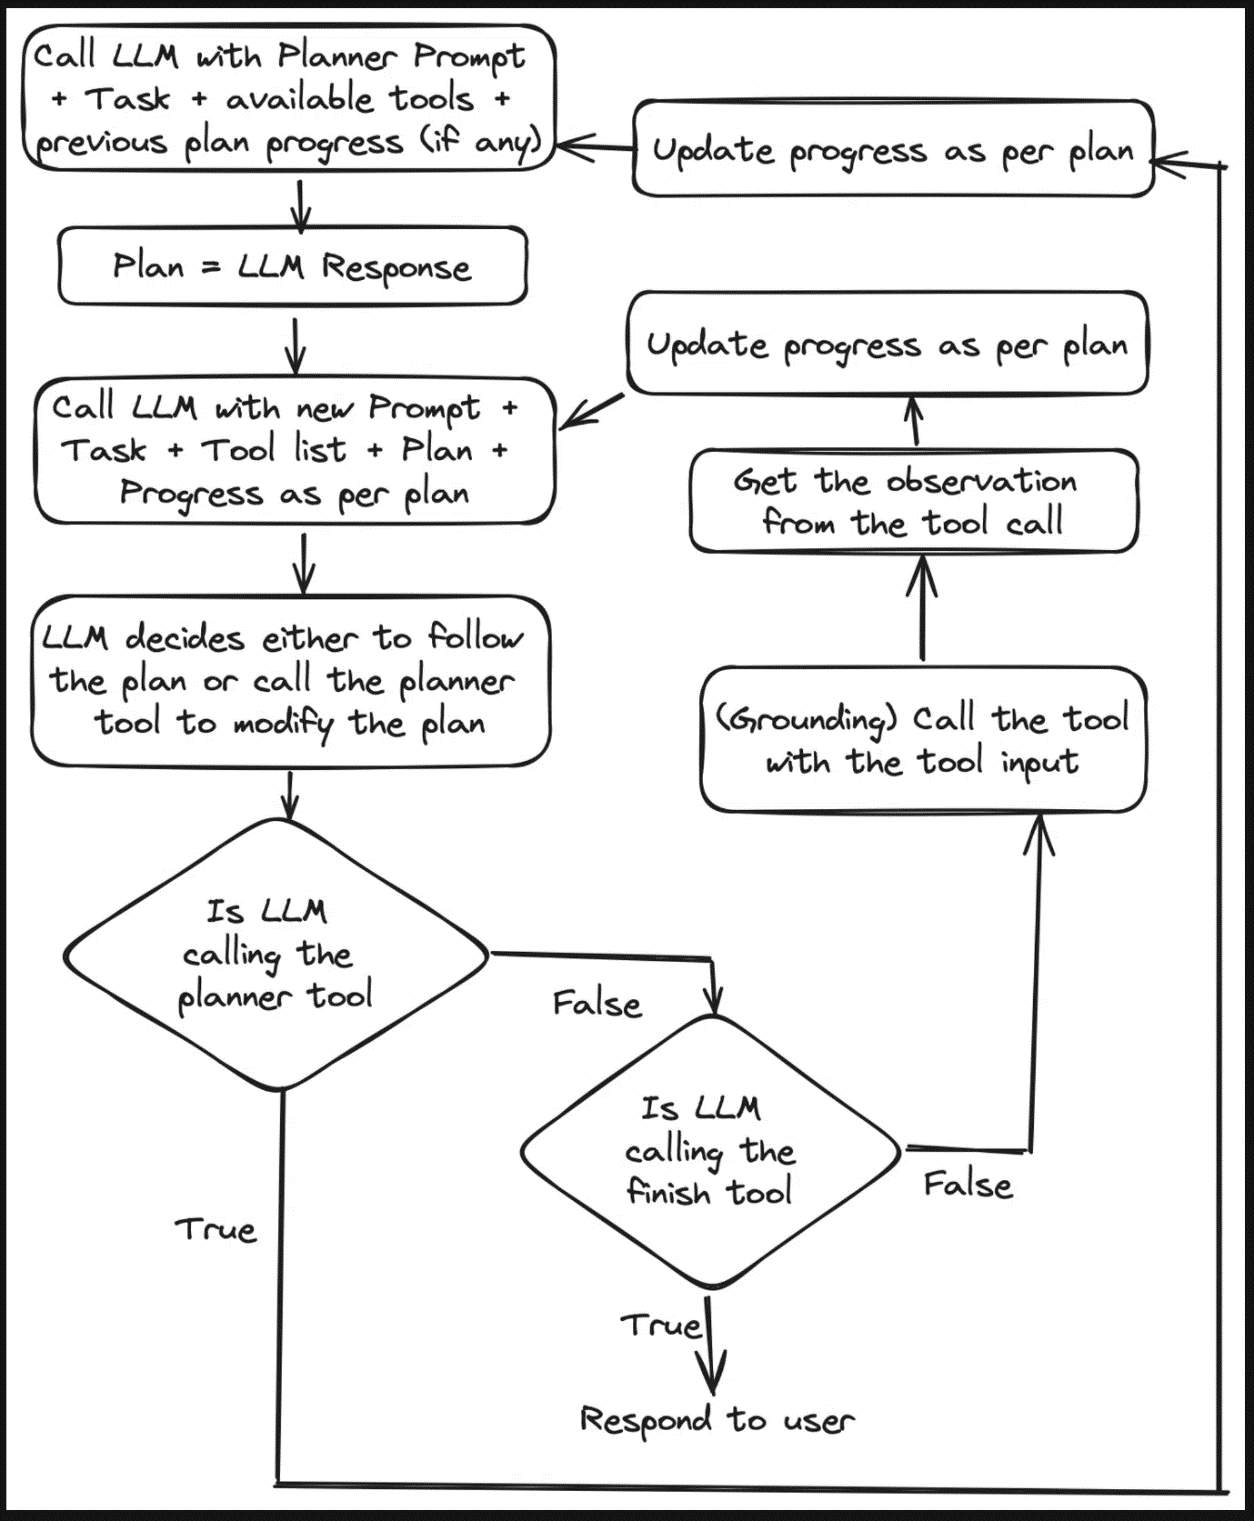 Call LLM with Planner Prompt
+ Task + available tools +
previous plan progress (if any)
Update progress as per plan
Plan = LLM Response
Update progress as per plan
Call LLM with new Prompt +
Task + Tool list + Plan +
Progress as per plan
Get the observation
from the tool call
LLM decides either to follow
the plan or call the planner
tool to modify the plan
(Grounding) Call the tool
with the tool input
Is LLM
calling the
planner tool
False
Is LLM
calling the
finish tool
False
True
True
Respond to user